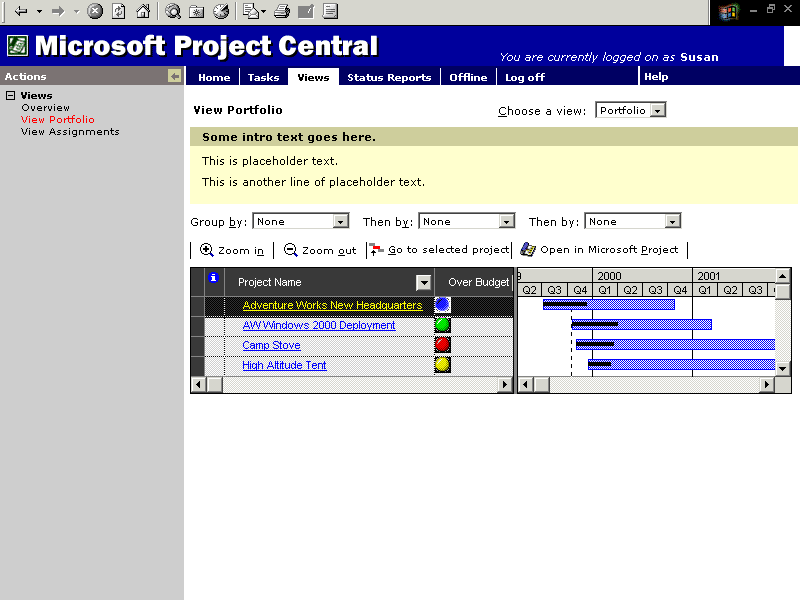 Microsoft Project Central
You are currently logged on as Susan
Actions
Home Tasks Views Status Reports Offline Log off Help
Views
Overview
View Portfolio
View Assignments
View Portfolio
Choose a view: Portfolio
Some intro text goes here.
This is placeholder text.
This is another line of placeholder text.
Group by: None Then by: None Then by: None
Zoom in Zoom out Go to selected project Open in Microsoft Project
Project Name Over Budget
9 2000 2001
Q2 Q3 Q4 Q1 Q2 Q3 Q4 Q1 Q2 Q3
Adventure Works New Headquarters
AW Windows 2000 Deployment
Camp Stove
High Altitude Tent